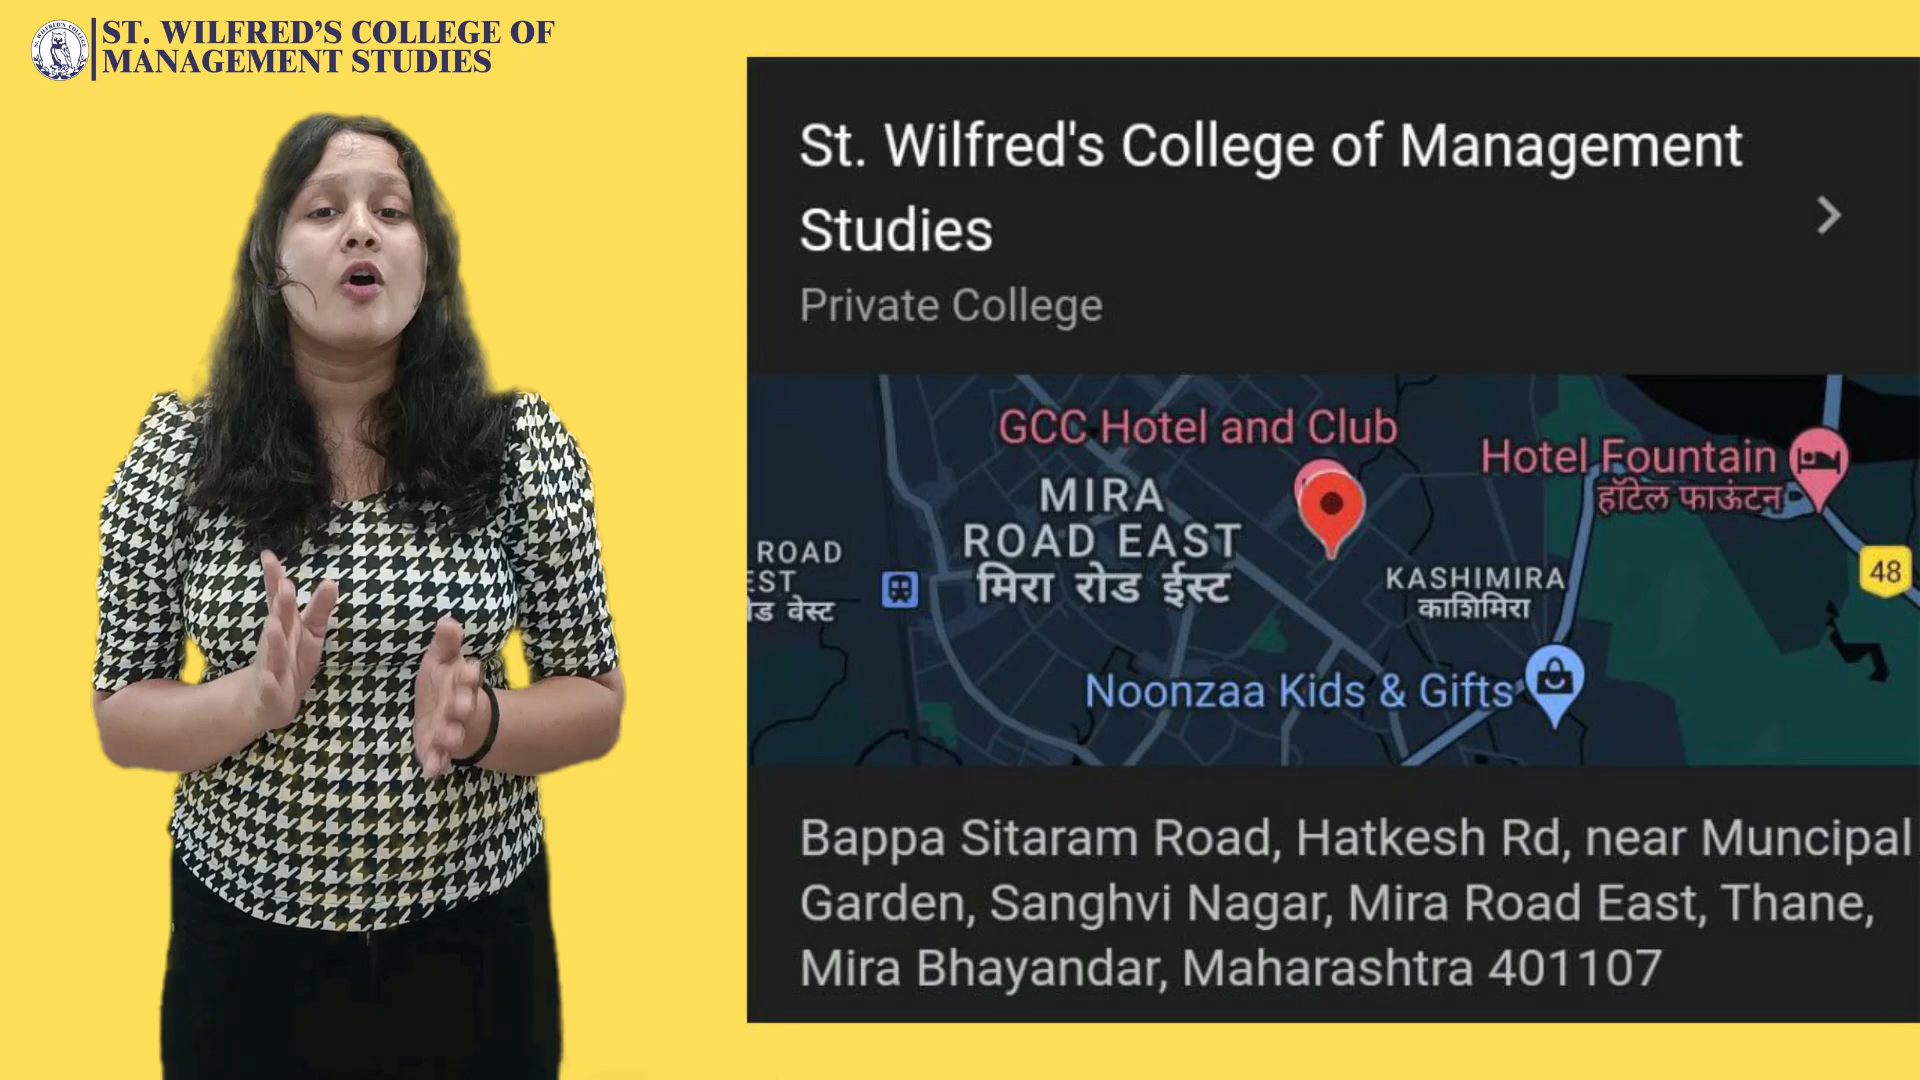 ST. WILFRED'S COLLEGE OF
MANAGEMENT STUDIES
St. Wilfred's College of Management
Studies
Private College
GCC Hotel and Club
Hotel Fountain
हॉटेल फाऊंटन
MIRA
ROAD EAST
मिरा रोड ईस्ट
ROAD
EST
ोड वेस्ट
KASHIMIRA
काशिमिरा
48
Noonzaa Kids & Gifts
Bappa Sitaram Road, Hatkesh Rd, near Muncipal
Garden, Sanghvi Nagar, Mira Road East, Thane,
Mira Bhayandar, Maharashtra 401107